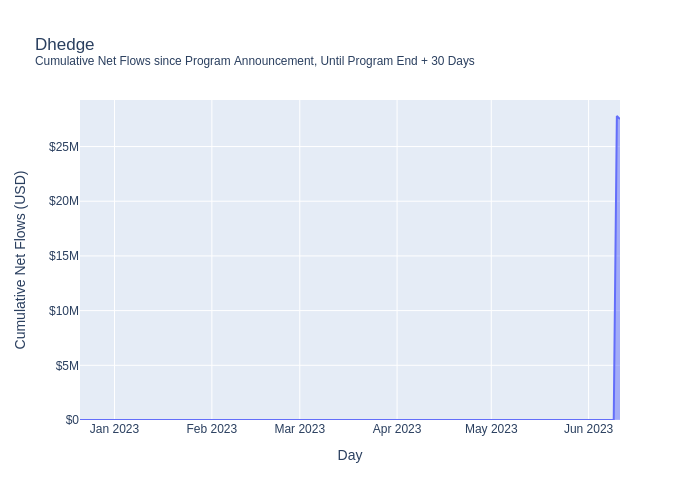 Dhedge
Cumulative Net Flows since Program Announcement, Until Program End + 30 Days
Cumulative Net Flows (USD)
$25M
$20M
$15M
$10M
$5M
$0
Jan 2023
Feb 2023
Mar 2023
Apr 2023
May 2023
Jun 2023
Day